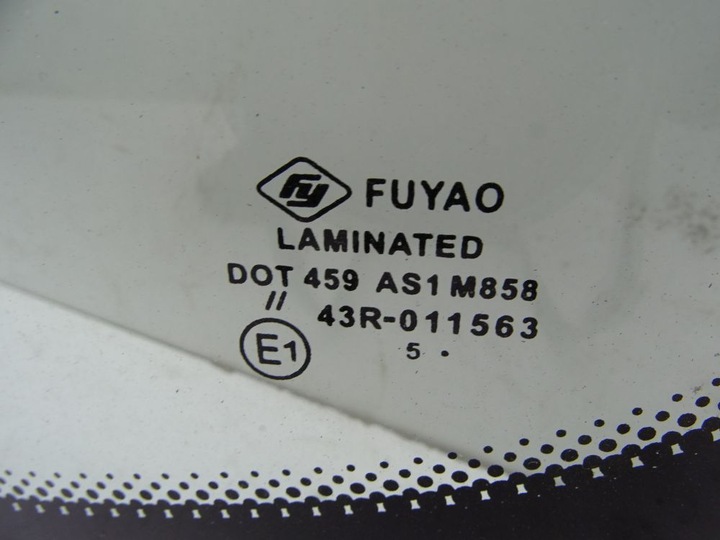 fy FUYAO
LAMINATED
DOT 459 AS1 M858
// 43R-011563
E1
5 .